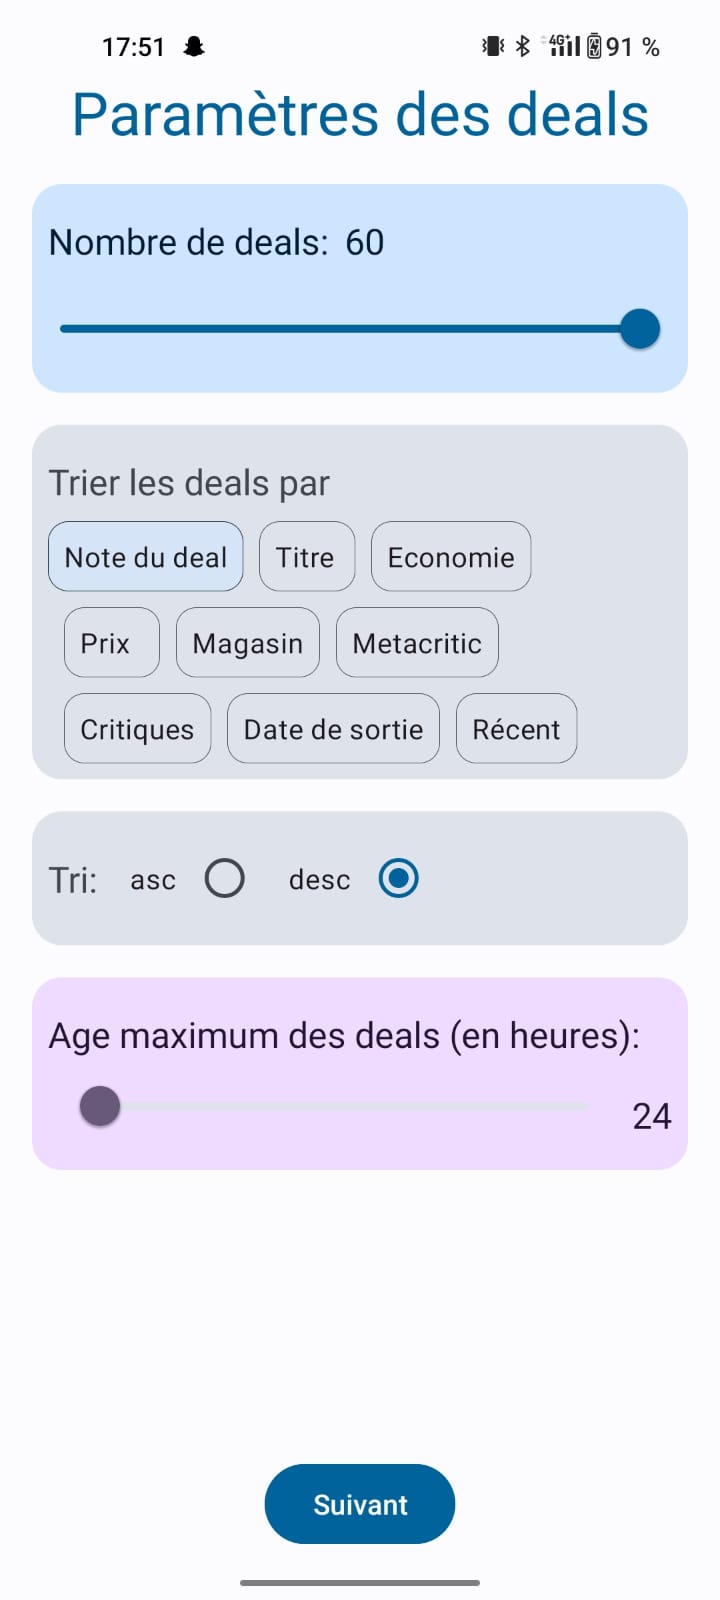 17:51 4G+ 91 %
Paramètres des deals
Nombre de deals: 60
Trier les deals par
Note du deal Titre Economie
Prix Magasin Metacritic
Critiques Date de sortie Récent
Tri: asc desc
Age maximum des deals (en heures):
24
Suivant